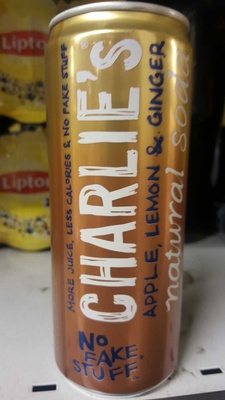 Lipton
Lipton
MORE JUICE, LESS CALORIES & NO FAKE STUFF
CHARLIE's
APPLE, LEMON & GINGER
natural soda
No
FAKE
STUFF.